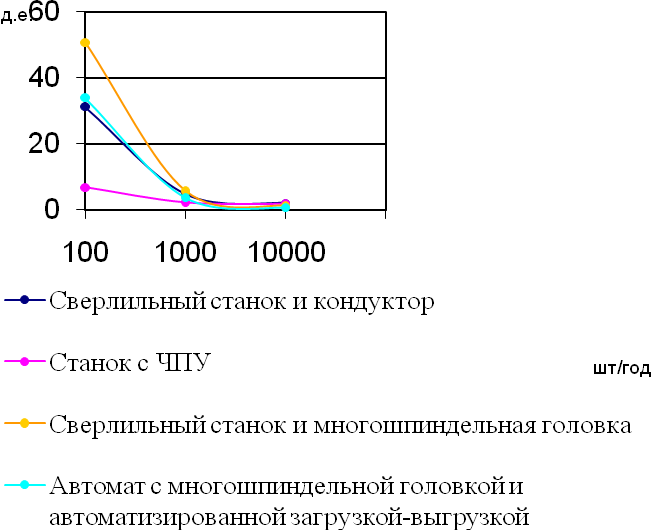 д.е.
60
40
20
0
100 1000 10000
Сверлильный станок и кондуктор
Станок с ЧПУ
шт/год
Сверлильный станок и многошпиндельная головка
Автомат с многошпиндельной головкой и
автоматизированной загрузкой-выгрузкой